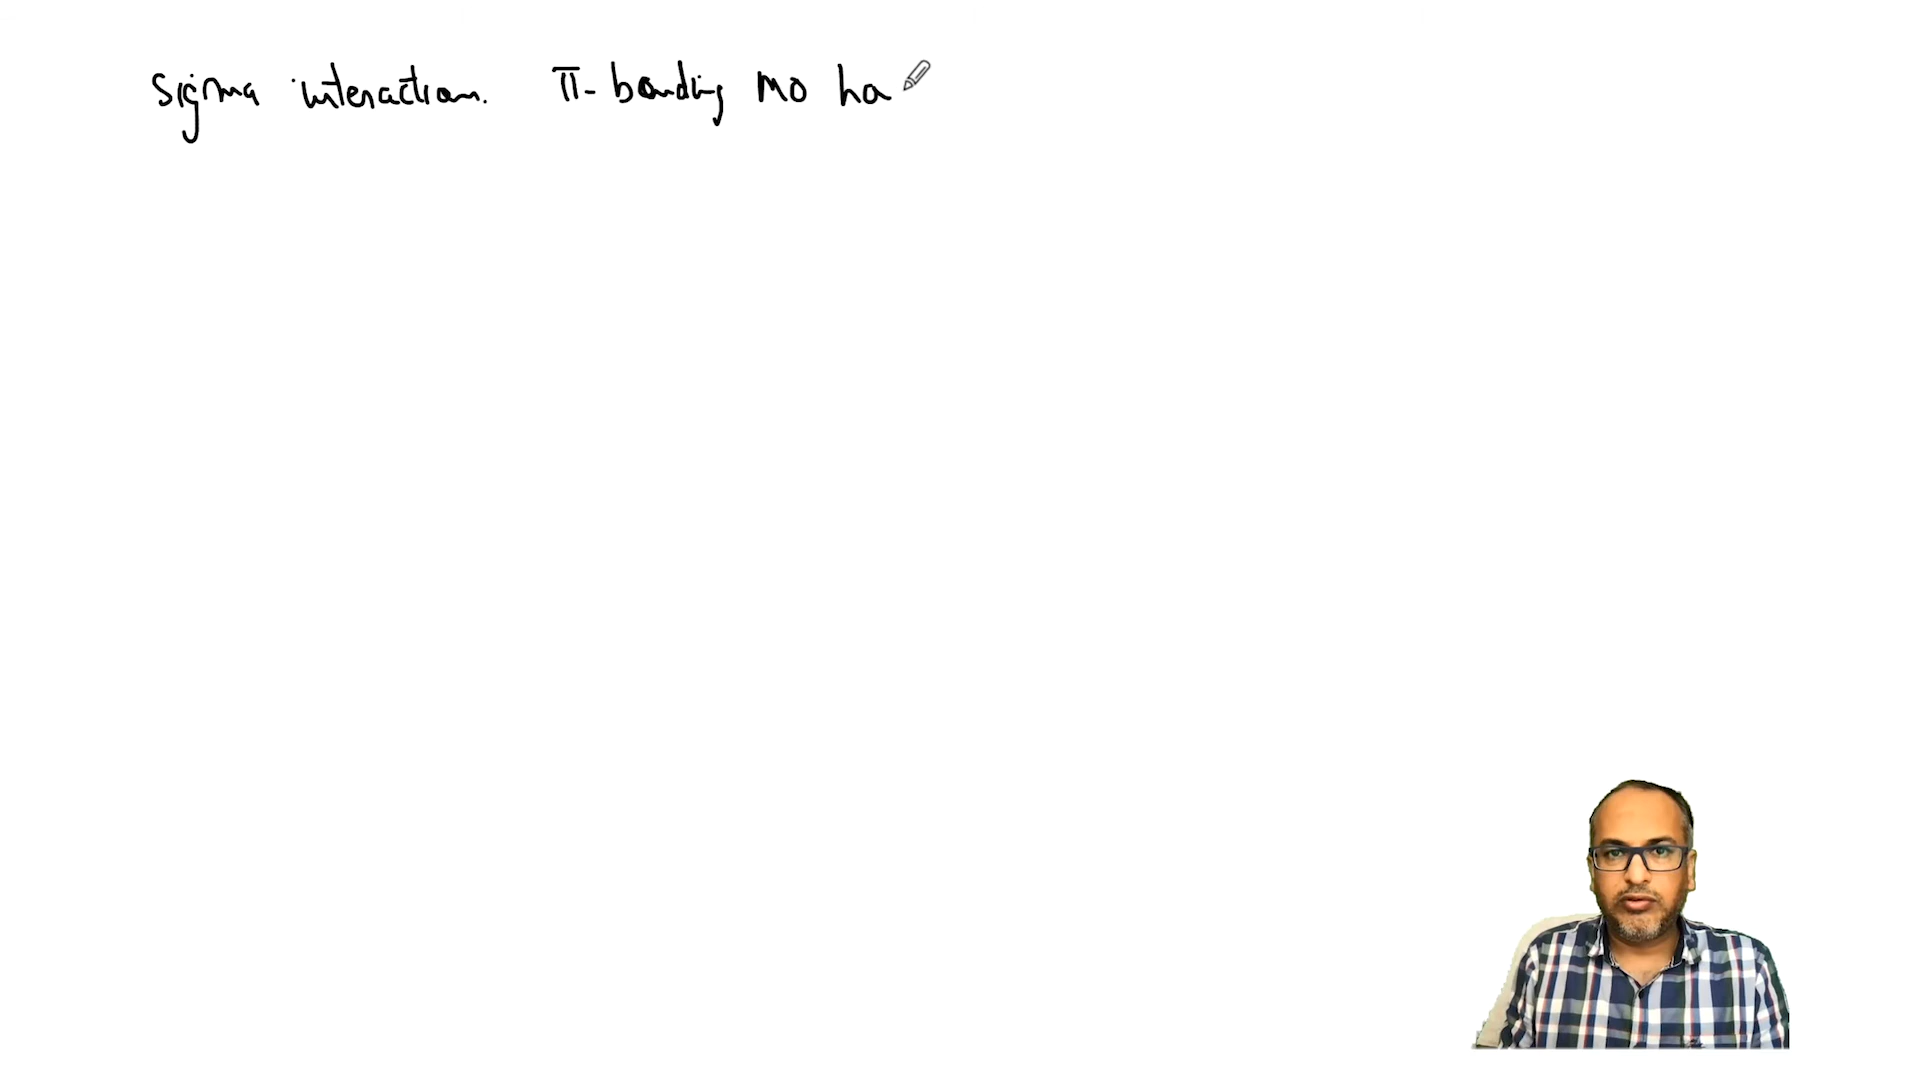 Sigma interaction. π- bonding MO ha